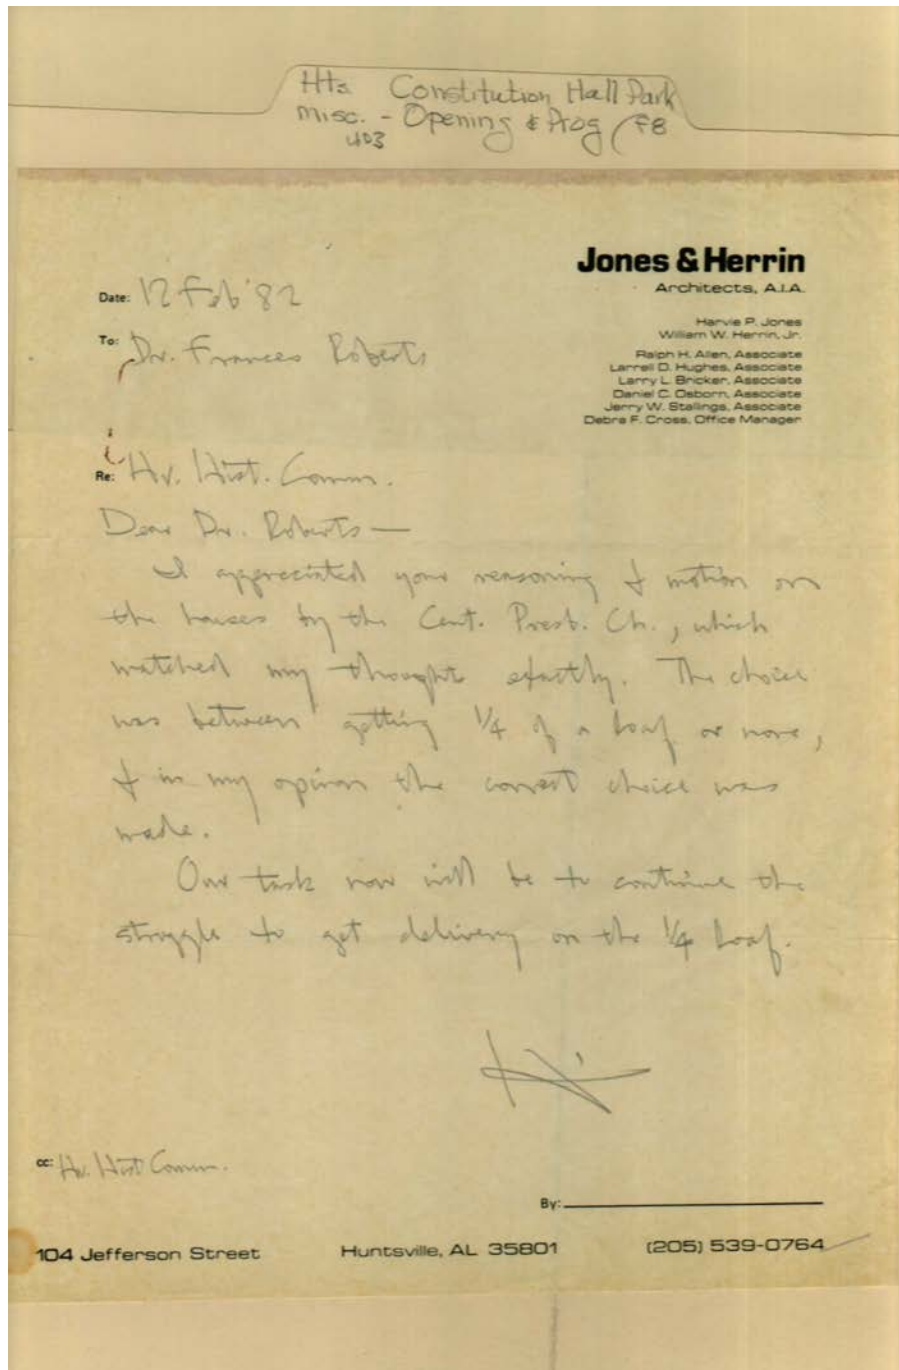 Hts. Constitution Hall Park
Misc. - Opening & Prog F8
403
Jones & Herrin
Architects, A.I.A.
Harvie P. Jones
William W. Herrin, Jr.
Ralph H. Allen, Associate
Larrell D. Hughes, Associate
Larry L. Bricker, Associate
Daniel C. Osborn, Associate
Jerry W. Stallings, Associate
Debra F. Cross, Office Manager
Date: 12 Feb '82
To: Dr. Frances Roberts
Re: Hv. Hist. Comm.
Dear Dr. Roberts —
I appreciated your reasoning & motion on
the houses by the Cent. Presb. Ch., which
matched my thoughts exactly. The choice
was between getting 1/4 of a loaf or none,
& in my opinion the correct choice was
made.
Our task now will be to continue the
struggle to get delivery on the 1/4 loaf.
cc: Hv. Hist Comm.
By:
104 Jefferson Street Huntsville, AL 35801 (205) 539-0764